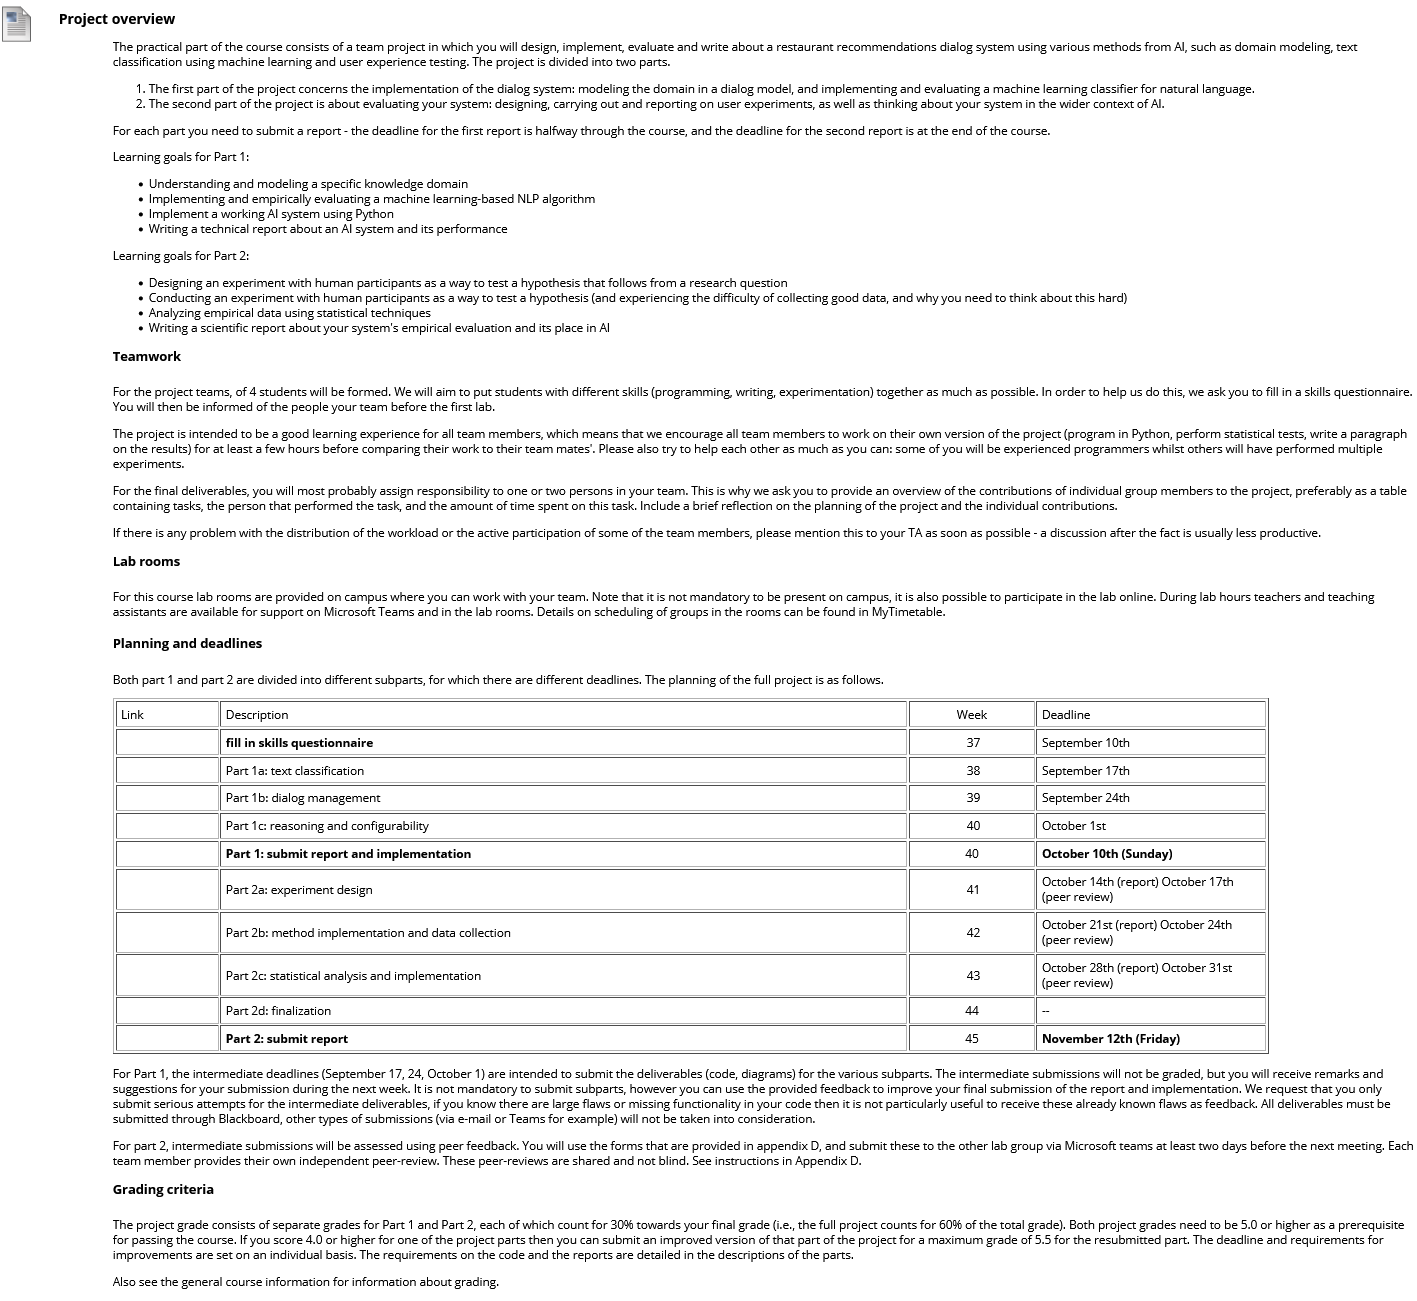 Project overview
The practical part of the course consists of a team project in which you will design, implement, evaluate and write about a restaurant recommendations dialog system using various methods from AI, such as domain modeling, text
classification using machine learning and user experience testing. The project is divided into two parts.
1. The first part of the project concerns the implementation of the dialog system: modeling the domain in a dialog model, and implementing and evaluating a machine learning classifier for natural language.
2. The second part of the project is about evaluating your system: designing, carrying out and reporting on user experiments, as well as thinking about your system in the wider context of AI.
For each part you need to submit a report - the deadline for the first report is halfway through the course, and the deadline for the second report is at the end of the course.
Learning goals for Part 1:
• Understanding and modeling a specific knowledge domain
• Implementing and empirically evaluating a machine learning-based NLP algorithm
• Implement a working AI system using Python
• Writing a technical report about an AI system and its performance
Learning goals for Part 2:
• Designing an experiment with human participants as a way to test a hypothesis that follows from a research question
• Conducting an experiment with human participants as a way to test a hypothesis (and experiencing the difficulty of collecting good data, and why you need to think about this hard)
• Analyzing empirical data using statistical techniques
• Writing a scientific report about your system's empirical evaluation and its place in AI
Teamwork
For the project teams, of 4 students will be formed. We will aim to put students with different skills (programming, writing, experimentation) together as much as possible. In order to help us do this, we ask you to fill in a skills questionnaire.
You will then be informed of the people your team before the first lab.
The project is intended to be a good learning experience for all team members, which means that we encourage all team members to work on their own version of the project (program in Python, perform statistical tests, write a paragraph
on the results) for at least a few hours before comparing their work to their team mates'. Please also try to help each other as much as you can: some of you will be experienced programmers whilst others will have performed multiple
experiments.
For the final deliverables, you will most probably assign responsibility to one or two persons in your team. This is why we ask you to provide an overview of the contributions of individual group members to the project, preferably as a table
containing tasks, the person that performed the task, and the amount of time spent on this task. Include a brief reflection on the planning of the project and the individual contributions.
If there is any problem with the distribution of the workload or the active participation of some of the team members, please mention this to your TA as soon as possible - a discussion after the fact is usually less productive.
Lab rooms
For this course lab rooms are provided on campus where you can work with your team. Note that it is not mandatory to be present on campus, it is also possible to participate in the lab online. During lab hours teachers and teaching
assistants are available for support on Microsoft Teams and in the lab rooms. Details on scheduling of groups in the rooms can be found in MyTimetable.
Planning and deadlines
Both part 1 and part 2 are divided into different subparts, for which there are different deadlines. The planning of the full project is as follows.
Link Description Week Deadline
fill in skills questionnaire 37 September 10th
Part 1a: text classification 38 September 17th
Part 1b: dialog management 39 September 24th
Part 1c: reasoning and configurability 40 October 1st
Part 1: submit report and implementation 40 October 10th (Sunday)
Part 2a: experiment design 41 October 14th (report) October 17th
(peer review)
Part 2b: method implementation and data collection 42 October 21st (report) October 24th
(peer review)
Part 2c: statistical analysis and implementation 43 October 28th (report) October 31st
(peer review)
Part 2d: finalization 44 --
Part 2: submit report 45 November 12th (Friday)
For Part 1, the intermediate deadlines (September 17, 24, October 1) are intended to submit the deliverables (code, diagrams) for the various subparts. The intermediate submissions will not be graded, but you will receive remarks and
suggestions for your submission during the next week. It is not mandatory to submit subparts, however you can use the provided feedback to improve your final submission of the report and implementation. We request that you only
submit serious attempts for the intermediate deliverables, if you know there are large flaws or missing functionality in your code then it is not particularly useful to receive these already known flaws as feedback. All deliverables must be
submitted through Blackboard, other types of submissions (via e-mail or Teams for example) will not be taken into consideration.
For part 2, intermediate submissions will be assessed using peer feedback. You will use the forms that are provided in appendix D, and submit these to the other lab group via Microsoft teams at least two days before the next meeting. Each
team member provides their own independent peer-review. These peer-reviews are shared and not blind. See instructions in Appendix D.
Grading criteria
The project grade consists of separate grades for Part 1 and Part 2, each of which count for 30% towards your final grade (i.e., the full project counts for 60% of the total grade). Both project grades need to be 5.0 or higher as a prerequisite
for passing the course. If you score 4.0 or higher for one of the project parts then you can submit an improved version of that part of the project for a maximum grade of 5.5 for the resubmitted part. The deadline and requirements for
improvements are set on an individual basis. The requirements on the code and the reports are detailed in the descriptions of the parts.
Also see the general course information for information about grading.